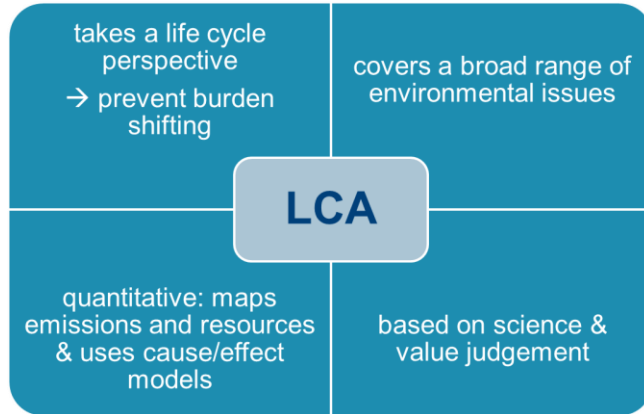 takes a life cycle
perspective
→ prevent burden
shifting
covers a broad range of
environmental issues
LCA
quantitative: maps
emissions and resources
& uses cause/effect
models
based on science &
value judgement